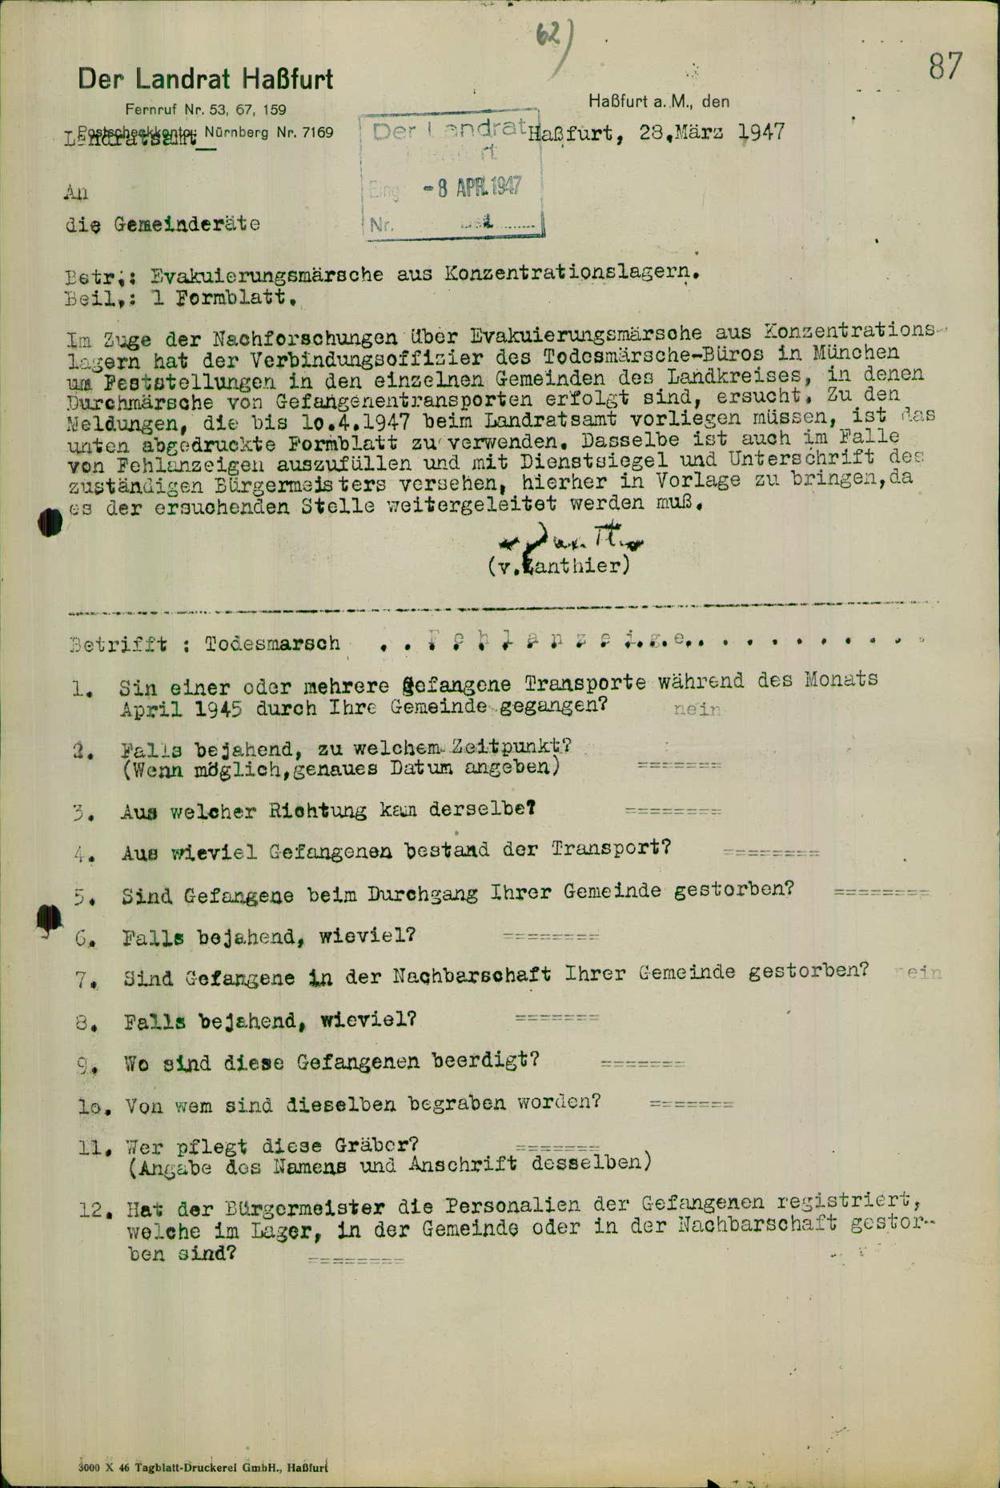 62)
87
Der Landrat Haßfurt
Fernruf Nr. 53, 67, 159
Postscheckkonto: Nürnberg Nr. 7169
Landratsamt
Haßfurt a. M., den
Haßfurt, 28.März 1947
Der Landrat
Eing. -8 APR. 1947
Nr.
An
die Gemeinderäte
Betr.: Evakuierungsmärsche aus Konzentrationslagern.
Beil.: 1 Formblatt.
Im Zuge der Nachforschungen über Evakuierungsmärsche aus Konzentrations-
lagern hat der Verbindungsoffizier des Todesmärsche-Büros in München
um Feststellungen in den einzelnen Gemeinden des Landkreises, in denen
Durchmärsche von Gefangenentransporten erfolgt sind, ersucht. Zu den
Meldungen, die bis 10.4.1947 beim Landratsamt vorliegen müssen, ist das
unten abgedruckte Formblatt zu verwenden. Dasselbe ist auch im Falle
von Fehlanzeigen auszufüllen und mit Dienstsiegel und Unterschrift des
zuständigen Bürgermeisters versehen, hierher in Vorlage zu bringen,da
es der ersuchenden Stelle weitergeleitet werden muß.
(v.Zanthier)
Betrifft : Todesmarsch . . F e h l a n z e i g e . . . . . . . . . . .
1. Sin einer oder mehrere gefangene Transporte während des Monats
April 1945 durch Ihre Gemeinde gegangen? nein
2. Falls bejahend, zu welchem Zeitpunkt?
(Wenn möglich,genaues Datum angeben) =======
3. Aus welcher Richtung kam derselbe? ========
4. Aus wieviel Gefangenen bestand der Transport? ========
5. Sind Gefangene beim Durchgang Ihrer Gemeinde gestorben? ========
6. Falls bejahend, wieviel? ========
7. Sind Gefangene in der Nachbarschaft Ihrer Gemeinde gestorben? nein
8. Falls bejahend, wieviel? =======
9. Wo sind diese Gefangenen beerdigt? =======
10. Von wem sind dieselben begraben worden? =======
11. Wer pflegt diese Gräber? =======
(Angabe des Namens und Anschrift desselben)
12. Hat der Bürgermeister die Personalien der Gefangenen registriert,
welche im Lager, in der Gemeinde oder in der Nachbarschaft gestor-
ben sind? ========
3000 X 46 Tagblatt-Druckerei GmbH., Haßfurt